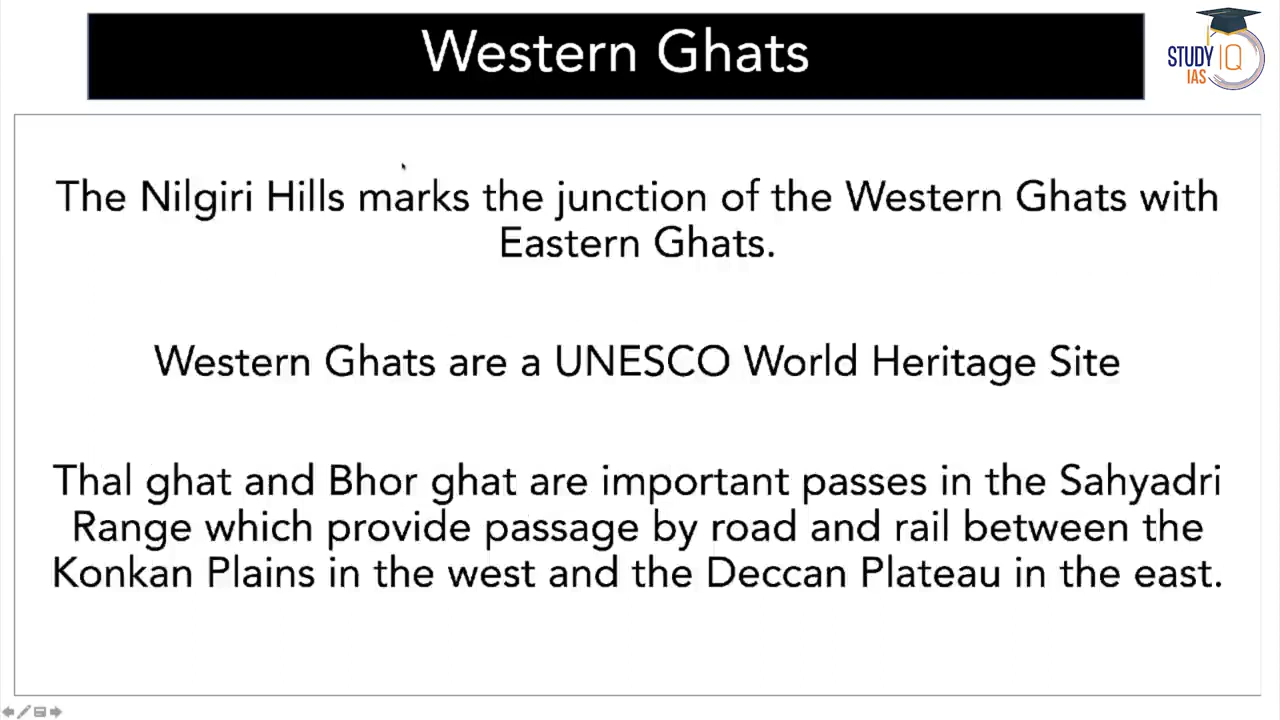 Western Ghats
STUDY IQ
IAS
The Nilgiri Hills marks the junction of the Western Ghats with
Eastern Ghats.
Western Ghats are a UNESCO World Heritage Site
Thal ghat and Bhor ghat are important passes in the Sahyadri
Range which provide passage by road and rail between the
Konkan Plains in the west and the Deccan Plateau in the east.